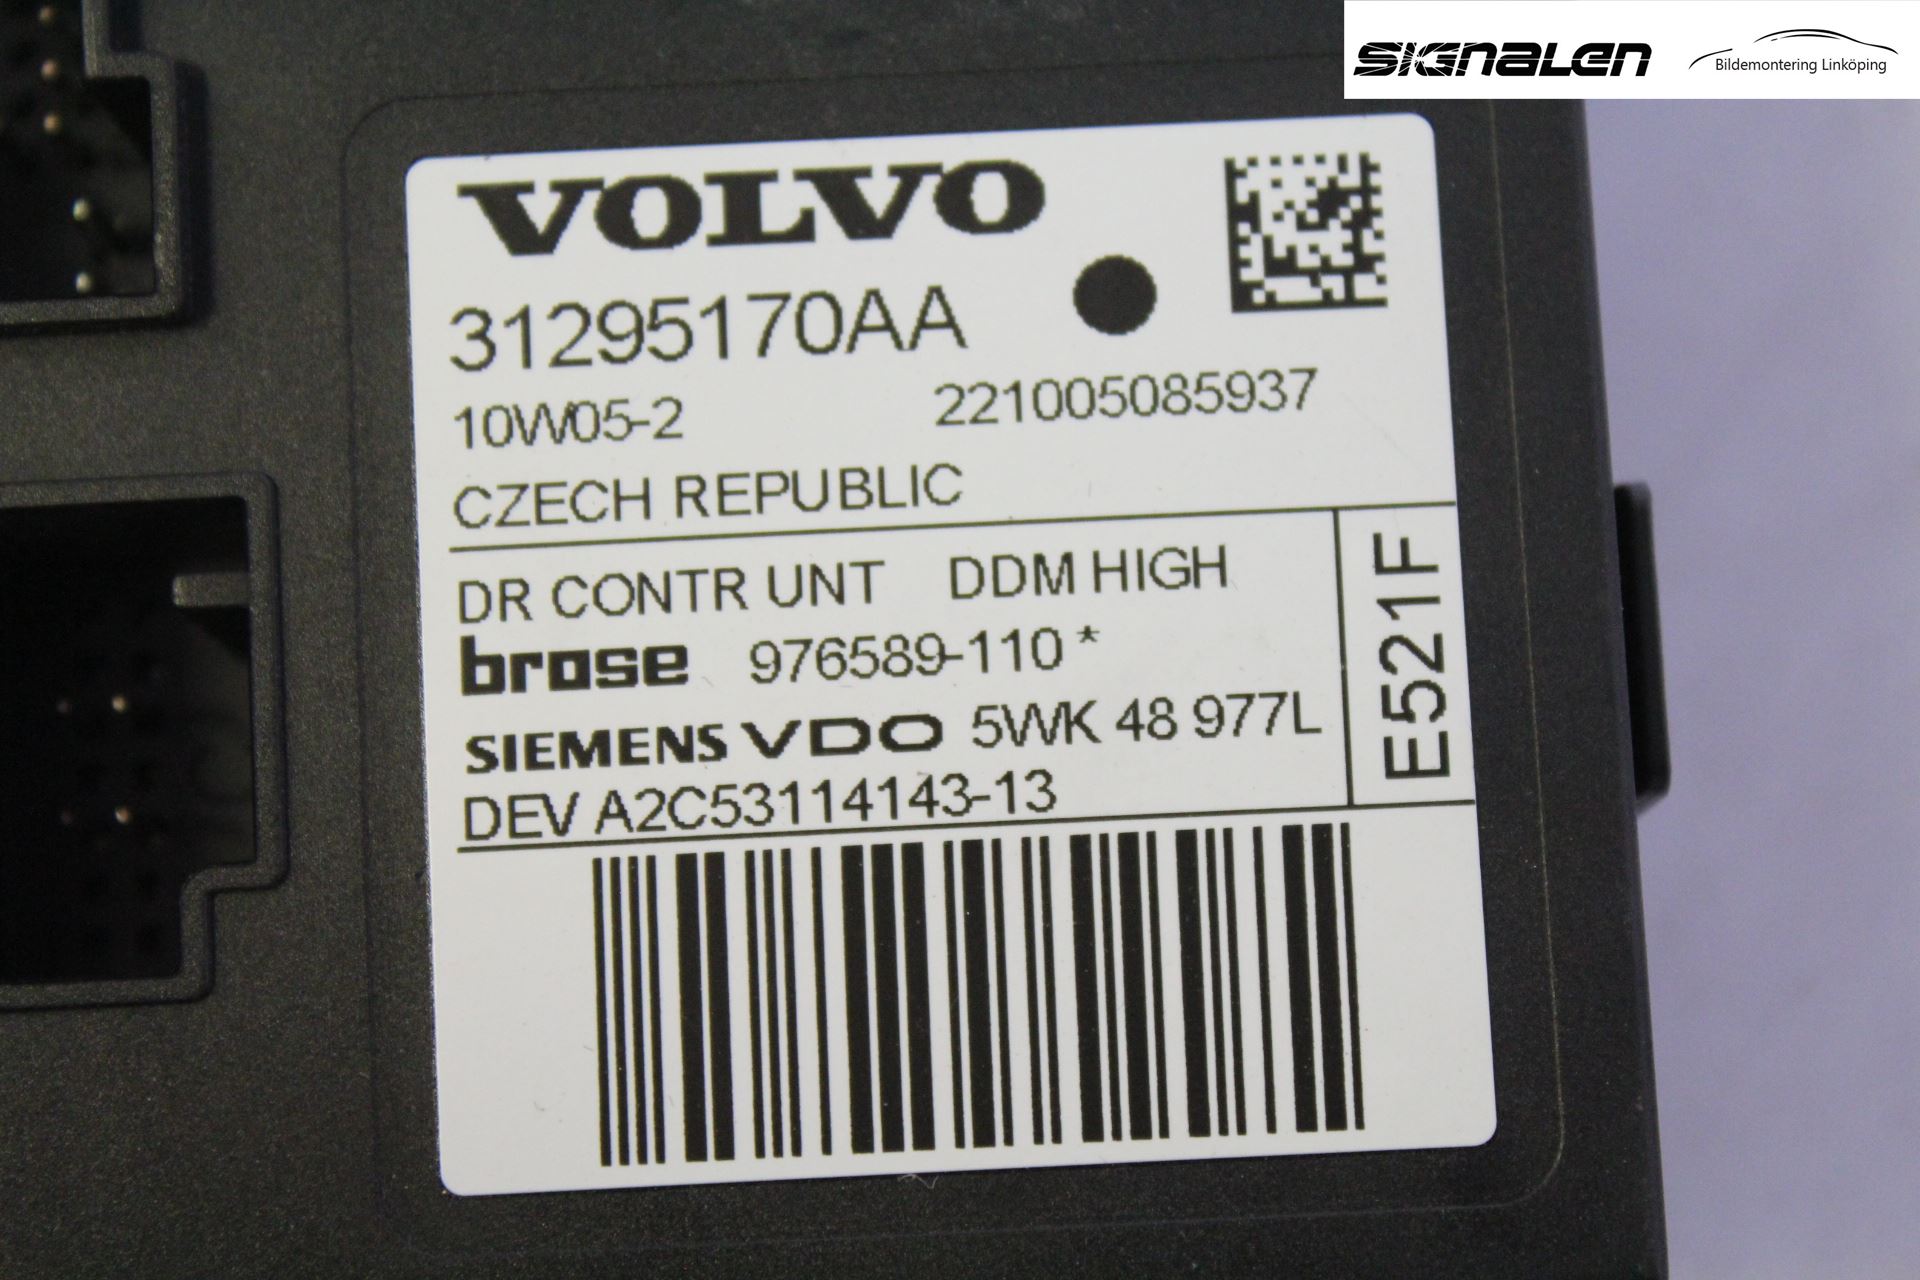 SIGNALEN
Bildemontering Linköping
VOLVO
31295170AA
10W05-2 221005085937
CZECH REPUBLIC
DR CONTR UNT DDM HIGH
brose 976589-110*
SIEMENS VDO 5WK 48 977L
DEV A2C53114143-13
E521F